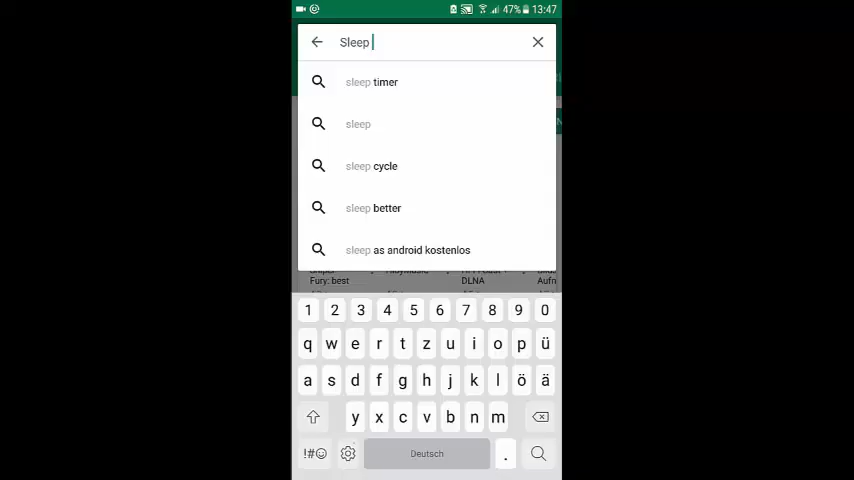 47% 13:47
Sleep
sleep timer
sleep
sleep cycle
sleep better
sleep as android kostenlos
Fury: best
DLNA
Aufn
1 2 3 4 5 6 7 8 9 0
q w e r t z u i o p ü
a s d f g h j k l ö ä
y x c v b n m
!#☺ Deutsch .